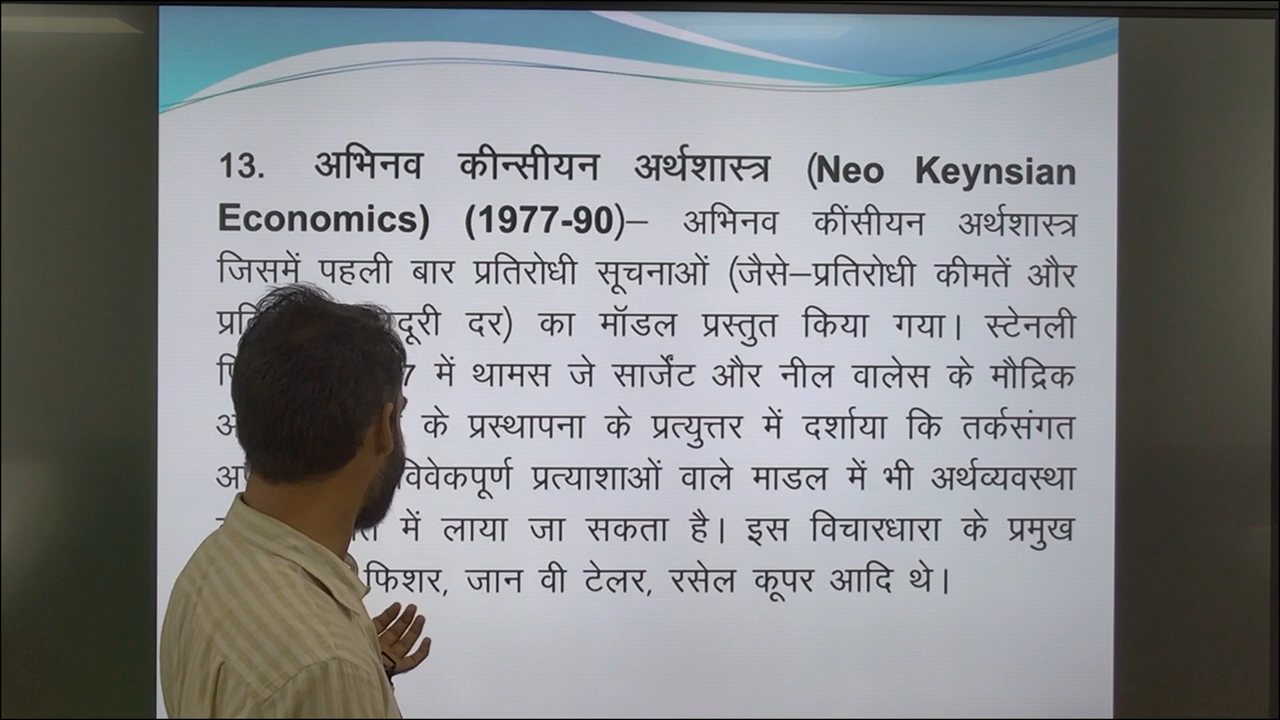 13. अभिनव कीन्सीयन अर्थशास्त्र (Neo Keynsian
Economics) (1977-90)– अभिनव कींसीयन अर्थशास्त्र
जिसमें पहली बार प्रतिरोधी सूचनाओं (जैसे–प्रतिरोधी कीमतें और
दर) का मॉडल प्रस्तुत किया गया। स्टेनली
में थामस जे सार्जेंट और नील वालेस के मौद्रिक
के प्रस्थापना के प्रत्युत्तर में दर्शाया कि तर्कसंगत
विवेकपूर्ण प्रत्याशाओं वाले माडल में भी अर्थव्यवस्था
में लाया जा सकता है। इस विचारधारा के प्रमुख
फिशर, जान वी टेलर, रसेल कूपर आदि थे।